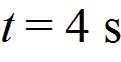 t = 4 s